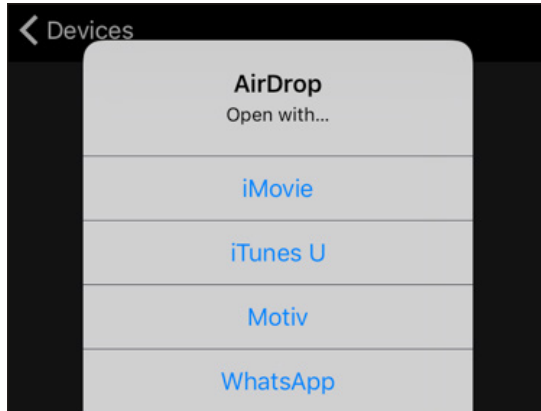 Devices
AirDrop
Open with...
iMovie
iTunes U
Motiv
WhatsApp